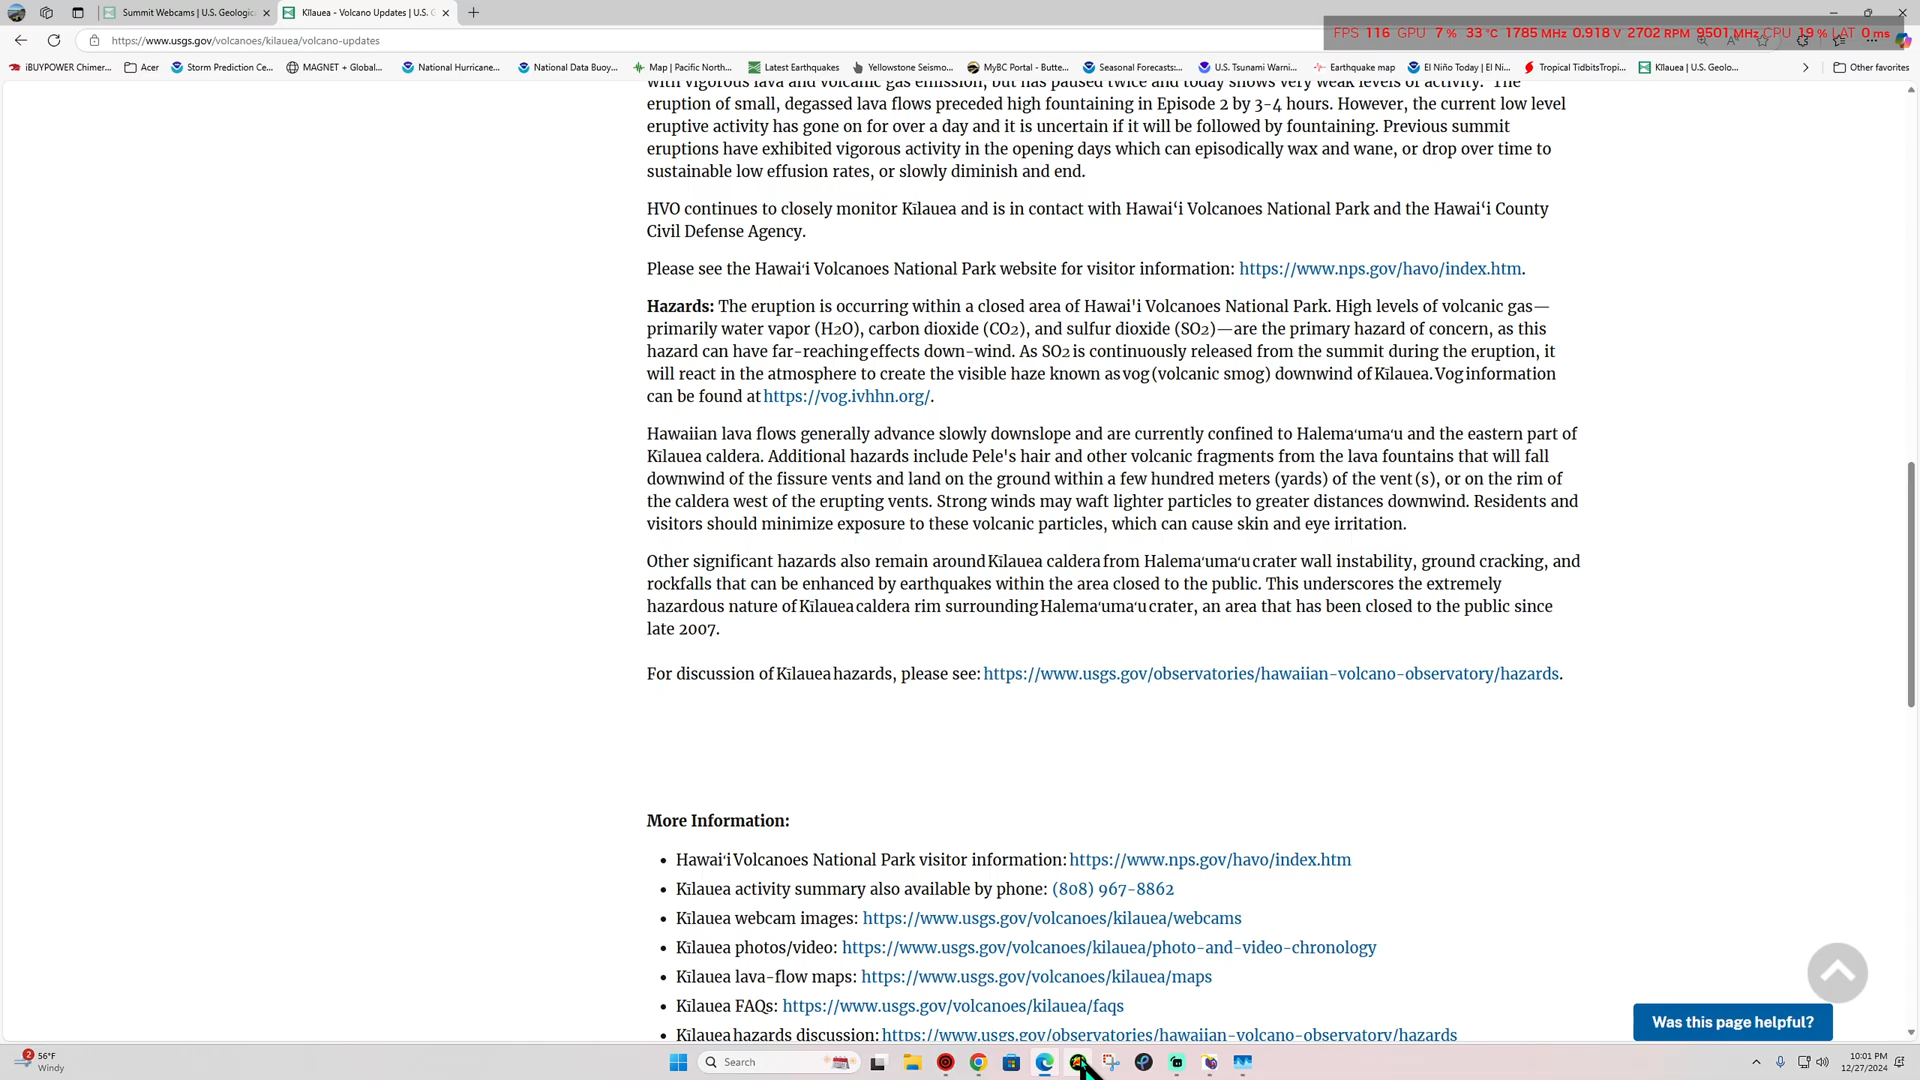 Summit Webcams | U.S. Geologic
Kīlauea - Volcano Updates | U.S. G
https://www.usgs.gov/volcanoes/kilauea/volcano-updates
FPS 116 GPU 7 % 33 °C 1785 MHz 0.918 V 2702 RPM 9501 MHz CPU 19 % LAT 0 ms
iBUYPOWER Chimer...
Acer
Storm Prediction Ce...
MAGNET + Global...
National Hurricane...
National Data Buoy...
Map | Pacific North...
Latest Earthquakes
Yellowstone Seismo...
MyBC Portal - Butte...
Seasonal Forecasts:...
U.S. Tsunami Warni...
Earthquake map
El Niño Today | El Ni...
Tropical TidbitsTropi...
Kīlauea | U.S. Geolo...
Other favorites
with vigorous lava and volcanic gas emission, but has paused twice and today shows very weak levels of activity. The
eruption of small, degassed lava flows preceded high fountaining in Episode 2 by 3-4 hours. However, the current low level
eruptive activity has gone on for over a day and it is uncertain if it will be followed by fountaining. Previous summit
eruptions have exhibited vigorous activity in the opening days which can episodically wax and wane, or drop over time to
sustainable low effusion rates, or slowly diminish and end.
HVO continues to closely monitor Kīlauea and is in contact with Hawaiʻi Volcanoes National Park and the Hawaiʻi County
Civil Defense Agency.
Please see the Hawaiʻi Volcanoes National Park website for visitor information: https://www.nps.gov/havo/index.htm.
Hazards: The eruption is occurring within a closed area of Hawai'i Volcanoes National Park. High levels of volcanic gas—
primarily water vapor (H2O), carbon dioxide (CO2), and sulfur dioxide (SO2)—are the primary hazard of concern, as this
hazard can have far-reaching effects down-wind. As SO2 is continuously released from the summit during the eruption, it
will react in the atmosphere to create the visible haze known as vog (volcanic smog) downwind of Kīlauea. Vog information
can be found at https://vog.ivhhn.org/.
Hawaiian lava flows generally advance slowly downslope and are currently confined to Halemaʻumaʻu and the eastern part of
Kīlauea caldera. Additional hazards include Pele's hair and other volcanic fragments from the lava fountains that will fall
downwind of the fissure vents and land on the ground within a few hundred meters (yards) of the vent (s), or on the rim of
the caldera west of the erupting vents. Strong winds may waft lighter particles to greater distances downwind. Residents and
visitors should minimize exposure to these volcanic particles, which can cause skin and eye irritation.
Other significant hazards also remain around Kīlauea caldera from Halemaʻumaʻu crater wall instability, ground cracking, and
rockfalls that can be enhanced by earthquakes within the area closed to the public. This underscores the extremely
hazardous nature of Kīlauea caldera rim surrounding Halemaʻumaʻu crater, an area that has been closed to the public since
late 2007.
For discussion of Kīlauea hazards, please see: https://www.usgs.gov/observatories/hawaiian-volcano-observatory/hazards.
More Information:
• Hawaiʻi Volcanoes National Park visitor information: https://www.nps.gov/havo/index.htm
• Kīlauea activity summary also available by phone: (808) 967-8862
• Kīlauea webcam images: https://www.usgs.gov/volcanoes/kilauea/webcams
• Kīlauea photos/video: https://www.usgs.gov/volcanoes/kilauea/photo-and-video-chronology
• Kīlauea lava-flow maps: https://www.usgs.gov/volcanoes/kilauea/maps
• Kīlauea FAQs: https://www.usgs.gov/volcanoes/kilauea/faqs
• Kīlauea hazards discussion: https://www.usgs.gov/observatories/hawaiian-volcano-observatory/hazards
Was this page helpful?
2
56°F
Windy
Search
10:01 PM
12/27/2024